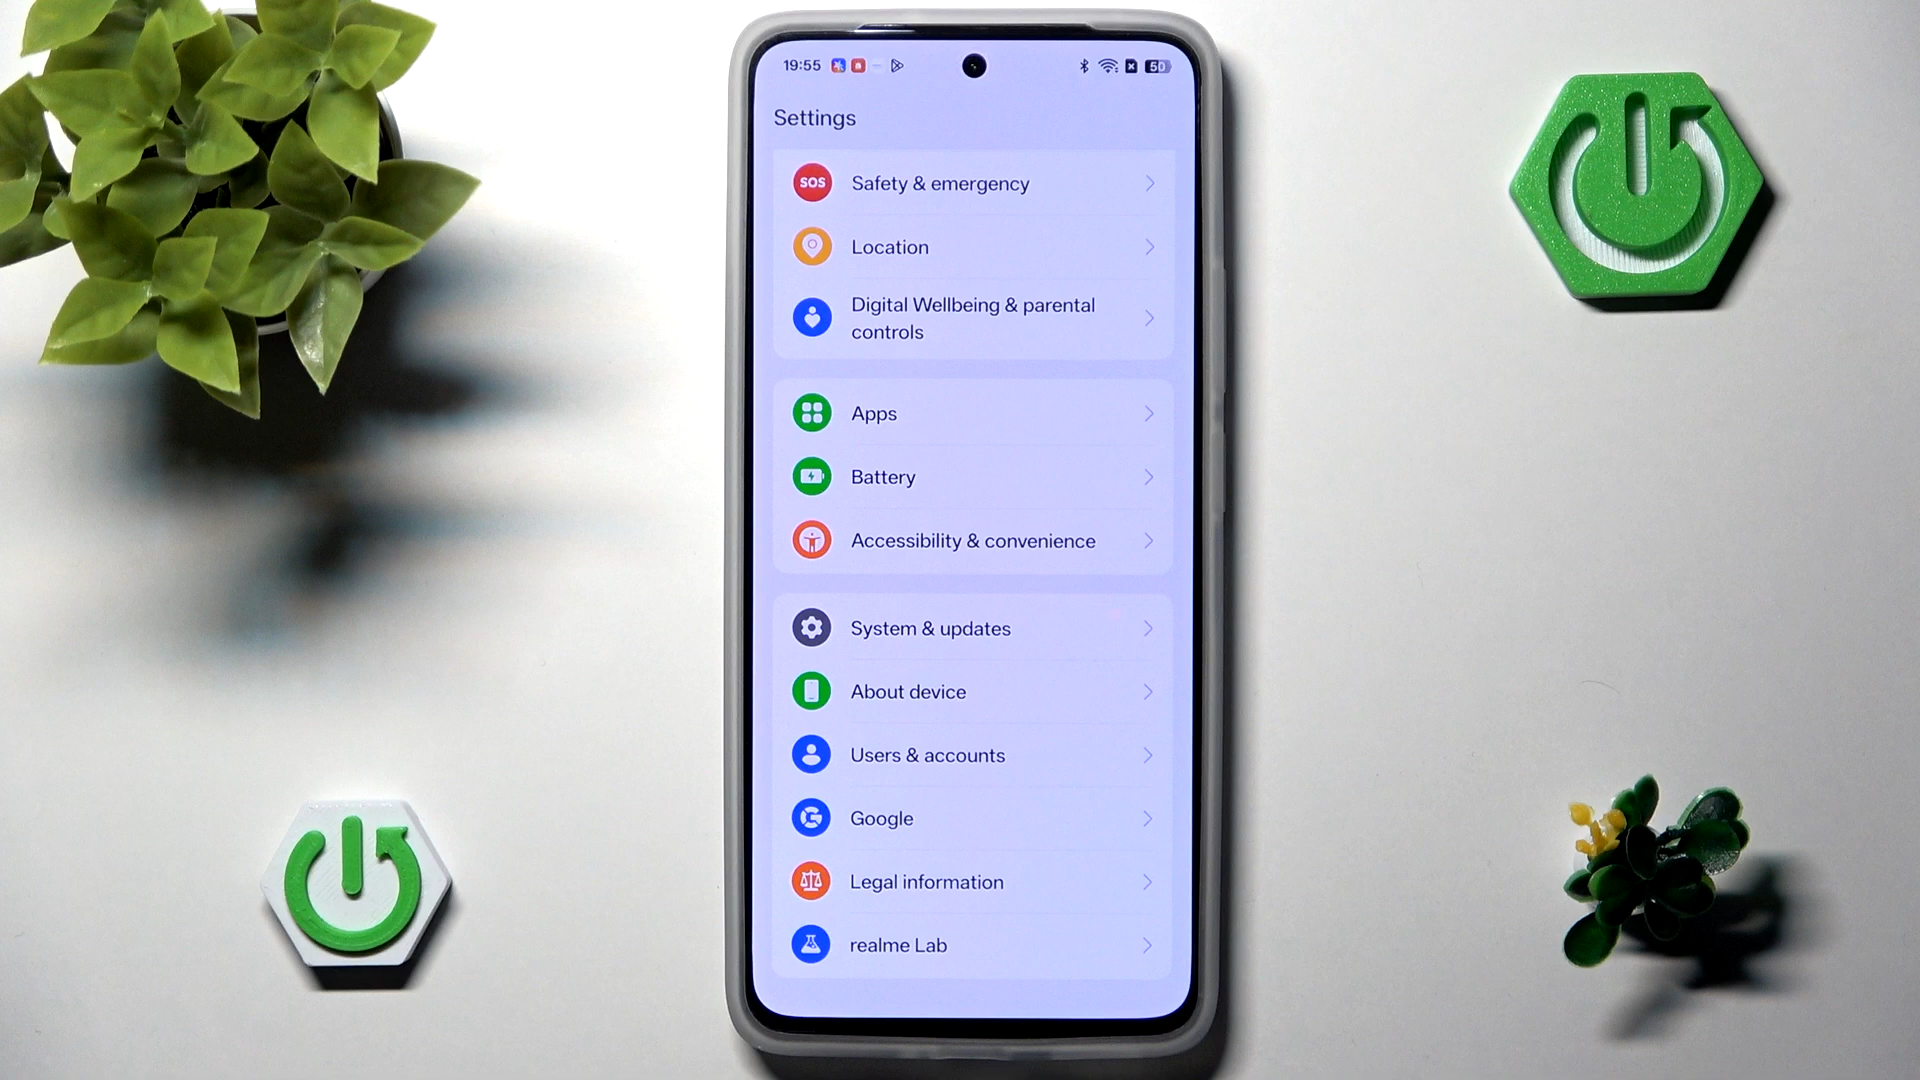 19:55
50
Settings
SOS
Safety & emergency
Location
Digital Wellbeing & parental
controls
Apps
Battery
Accessibility & convenience
System & updates
About device
Users & accounts
Google
Legal information
realme Lab